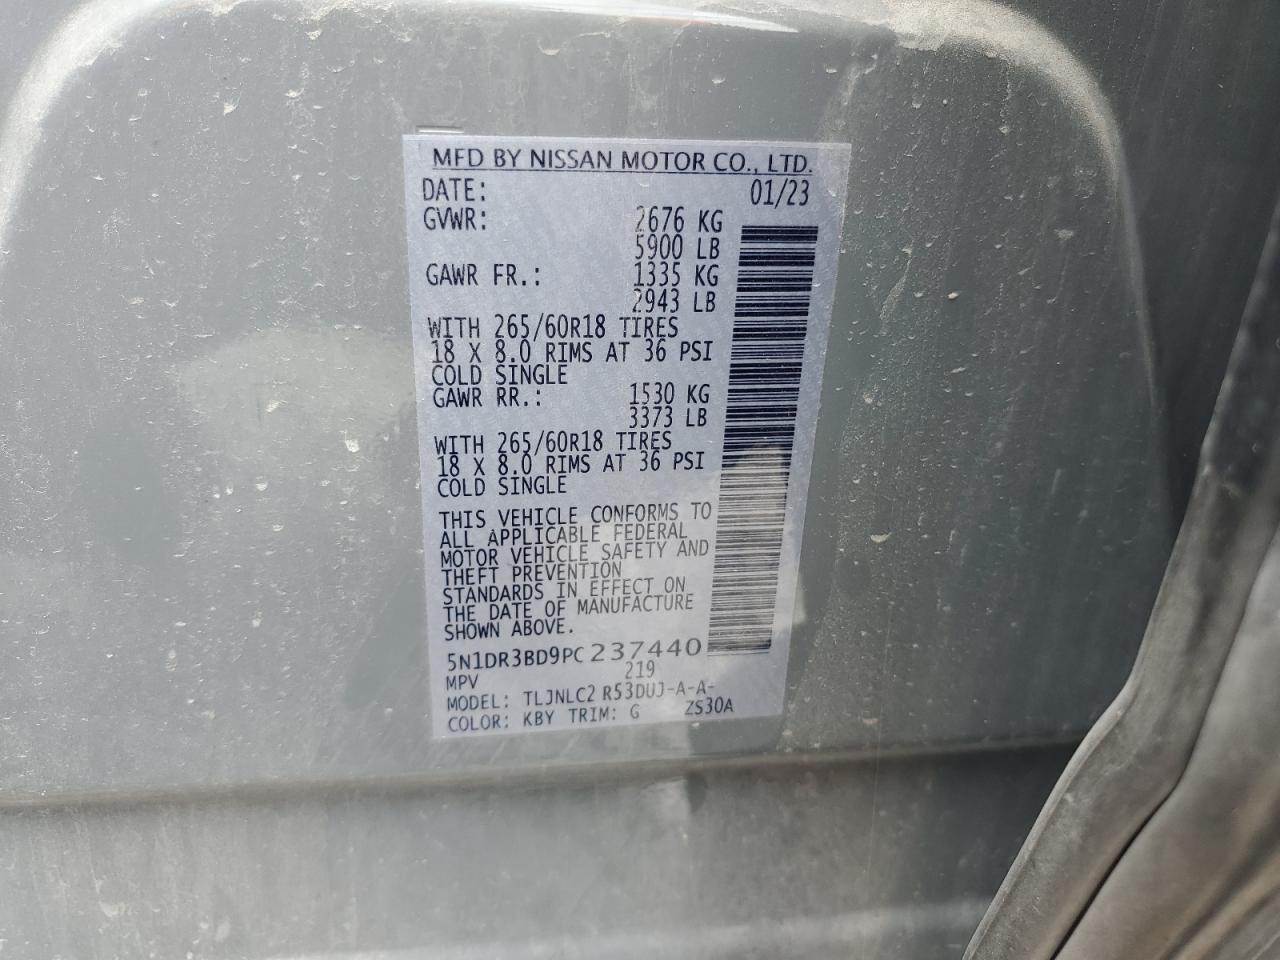 MFD BY NISSAN MOTOR CO., LTD.
DATE: 01/23
GVWR: 2676 KG
5900 LB
GAWR FR.: 1335 KG
2943 LB
WITH 265/60R18 TIRES
18 X 8.0 RIMS AT 36 PSI
COLD SINGLE
GAWR RR.: 1530 KG
3373 LB
WITH 265/60R18 TIRES
18 X 8.0 RIMS AT 36 PSI
COLD SINGLE
THIS VEHICLE CONFORMS TO
ALL APPLICABLE FEDERAL
MOTOR VEHICLE SAFETY AND
THEFT PREVENTION
STANDARDS IN EFFECT ON
THE DATE OF MANUFACTURE
SHOWN ABOVE.
5N1DR3BD9PC237440
MPV 219
MODEL: TLJNLC2 R53DUJ-A-A-
COLOR: KBY TRIM: G ZS30A